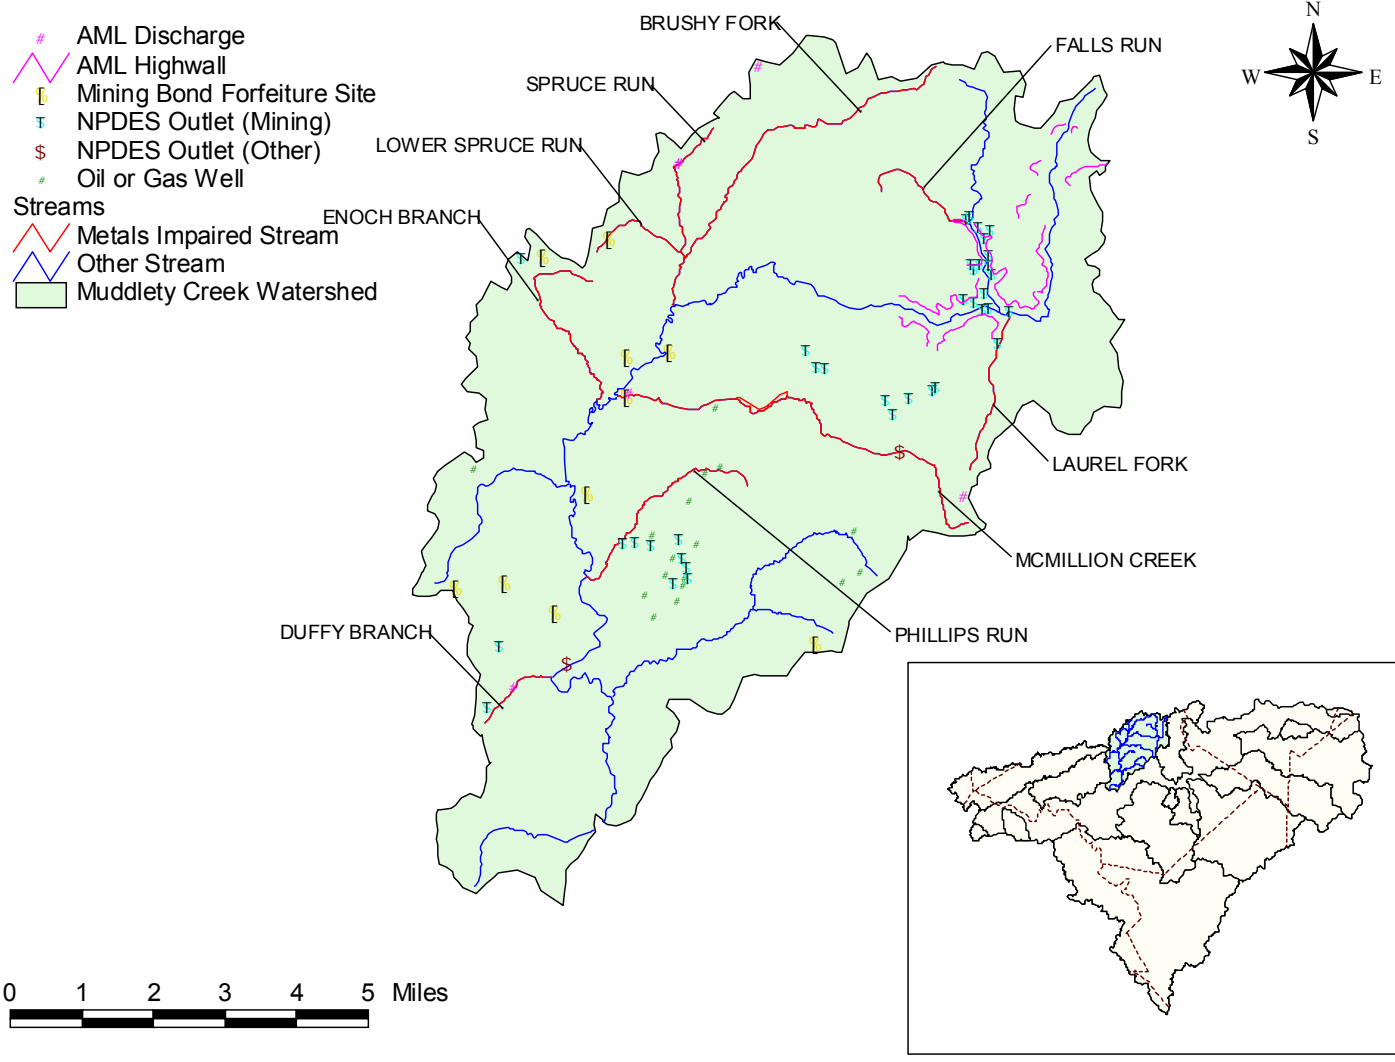 AML Discharge
AML Highwall
Mining Bond Forfeiture Site
NPDES Outlet (Mining)
NPDES Outlet (Other)
Oil or Gas Well
Streams
Metals Impaired Stream
Other Stream
Muddlety Creek Watershed
BRUSHY FORK
FALLS RUN
SPRUCE RUN
LOWER SPRUCE RUN
ENOCH BRANCH
LAUREL FORK
MCMILLION CREEK
PHILLIPS RUN
DUFFY BRANCH
N
W E
S
0 1 2 3 4 5 Miles